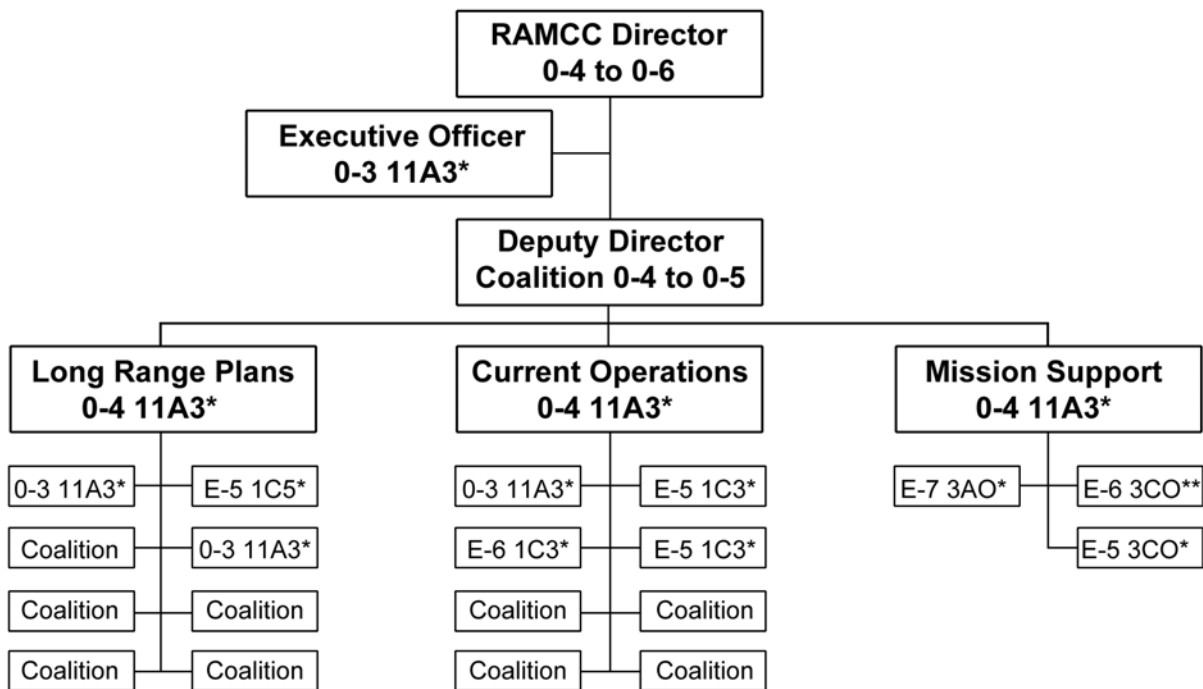 RAMCC Director
0-4 to 0-6
Executive Officer
0-3 11A3*
Deputy Director
Coalition 0-4 to 0-5
Long Range Plans
0-4 11A3*
Current Operations
0-4 11A3*
Mission Support
0-4 11A3*
0-3 11A3*
E-5 1C5*
0-3 11A3*
E-5 1C3*
E-7 3AO*
E-6 3CO**
Coalition
0-3 11A3*
E-6 1C3*
E-5 1C3*
E-5 3CO*
Coalition
Coalition
Coalition
Coalition
Coalition
Coalition
Coalition
Coalition